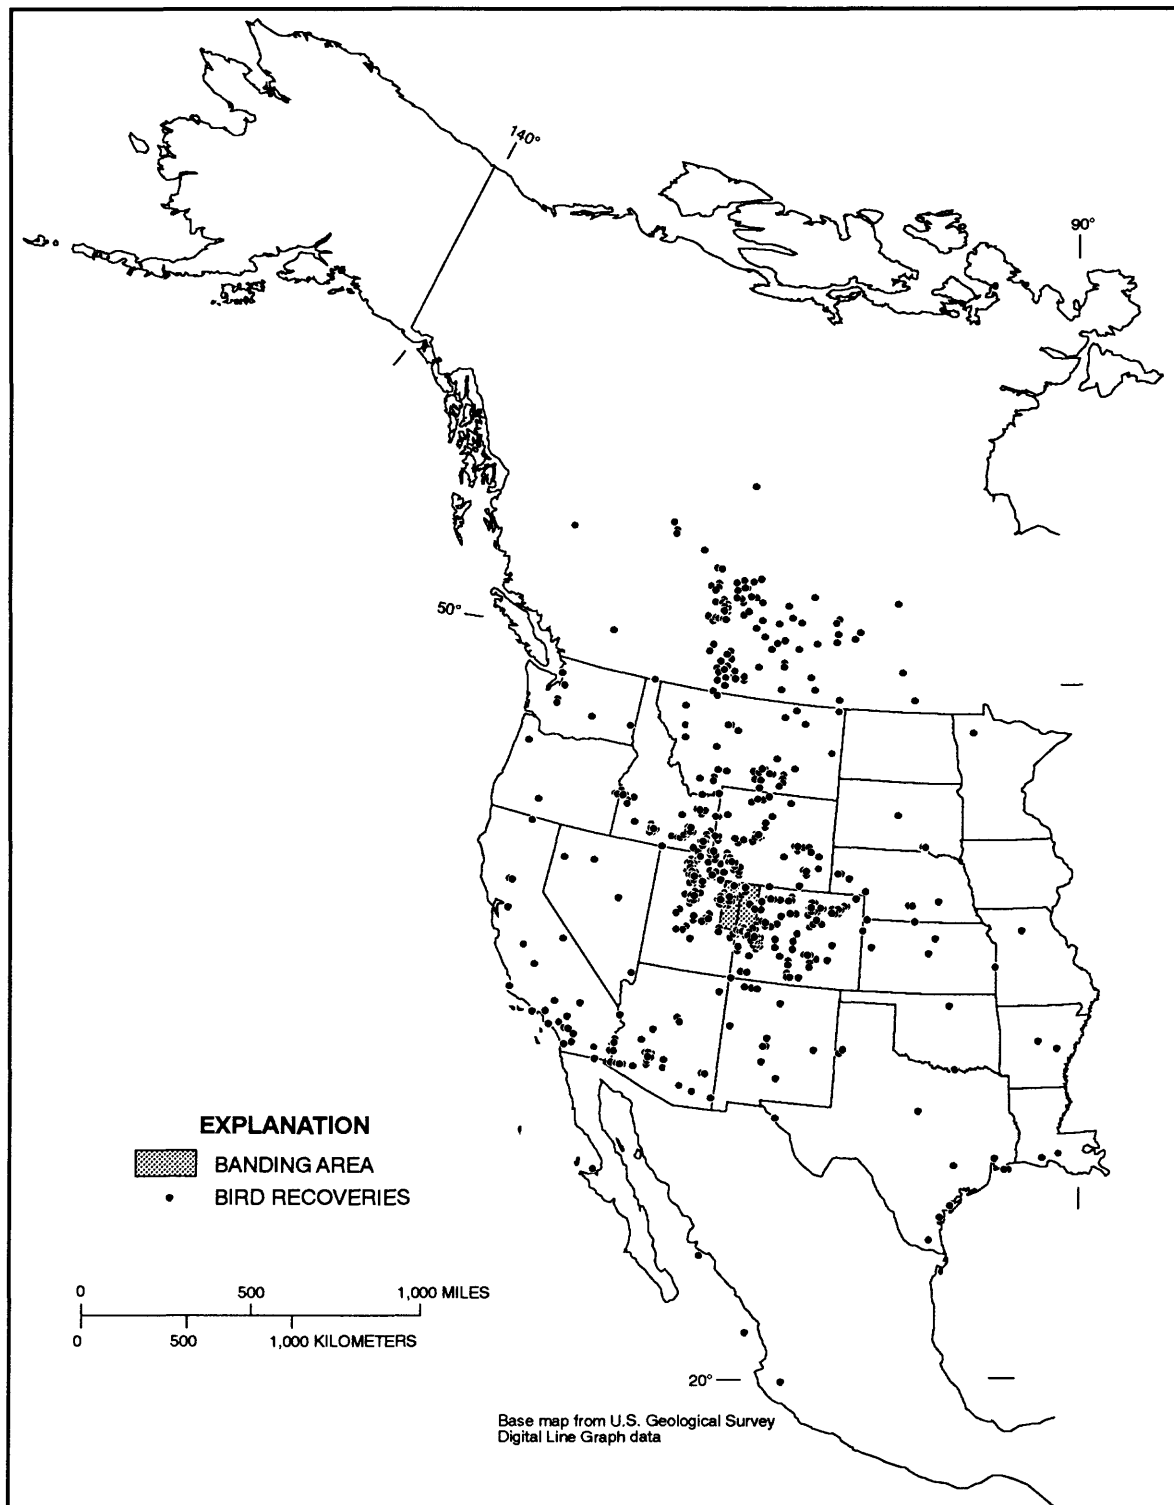 140°
90°
50°
EXPLANATION
BANDING AREA
BIRD RECOVERIES
0 500 1,000 MILES
0 500 1,000 KILOMETERS
20°
Base map from U.S. Geological Survey
Digital Line Graph data